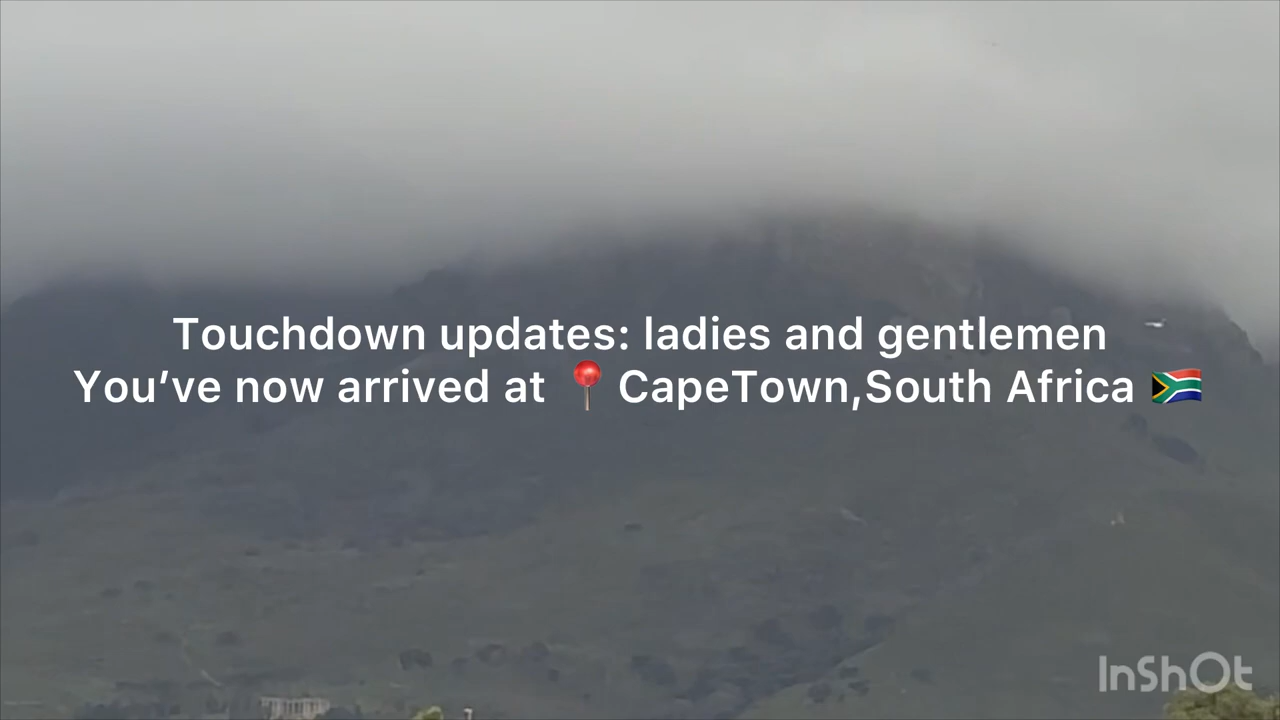 Touchdown updates: ladies and gentlemen
You’ve now arrived at 📍CapeTown,South Africa 🇿🇦
InShOt